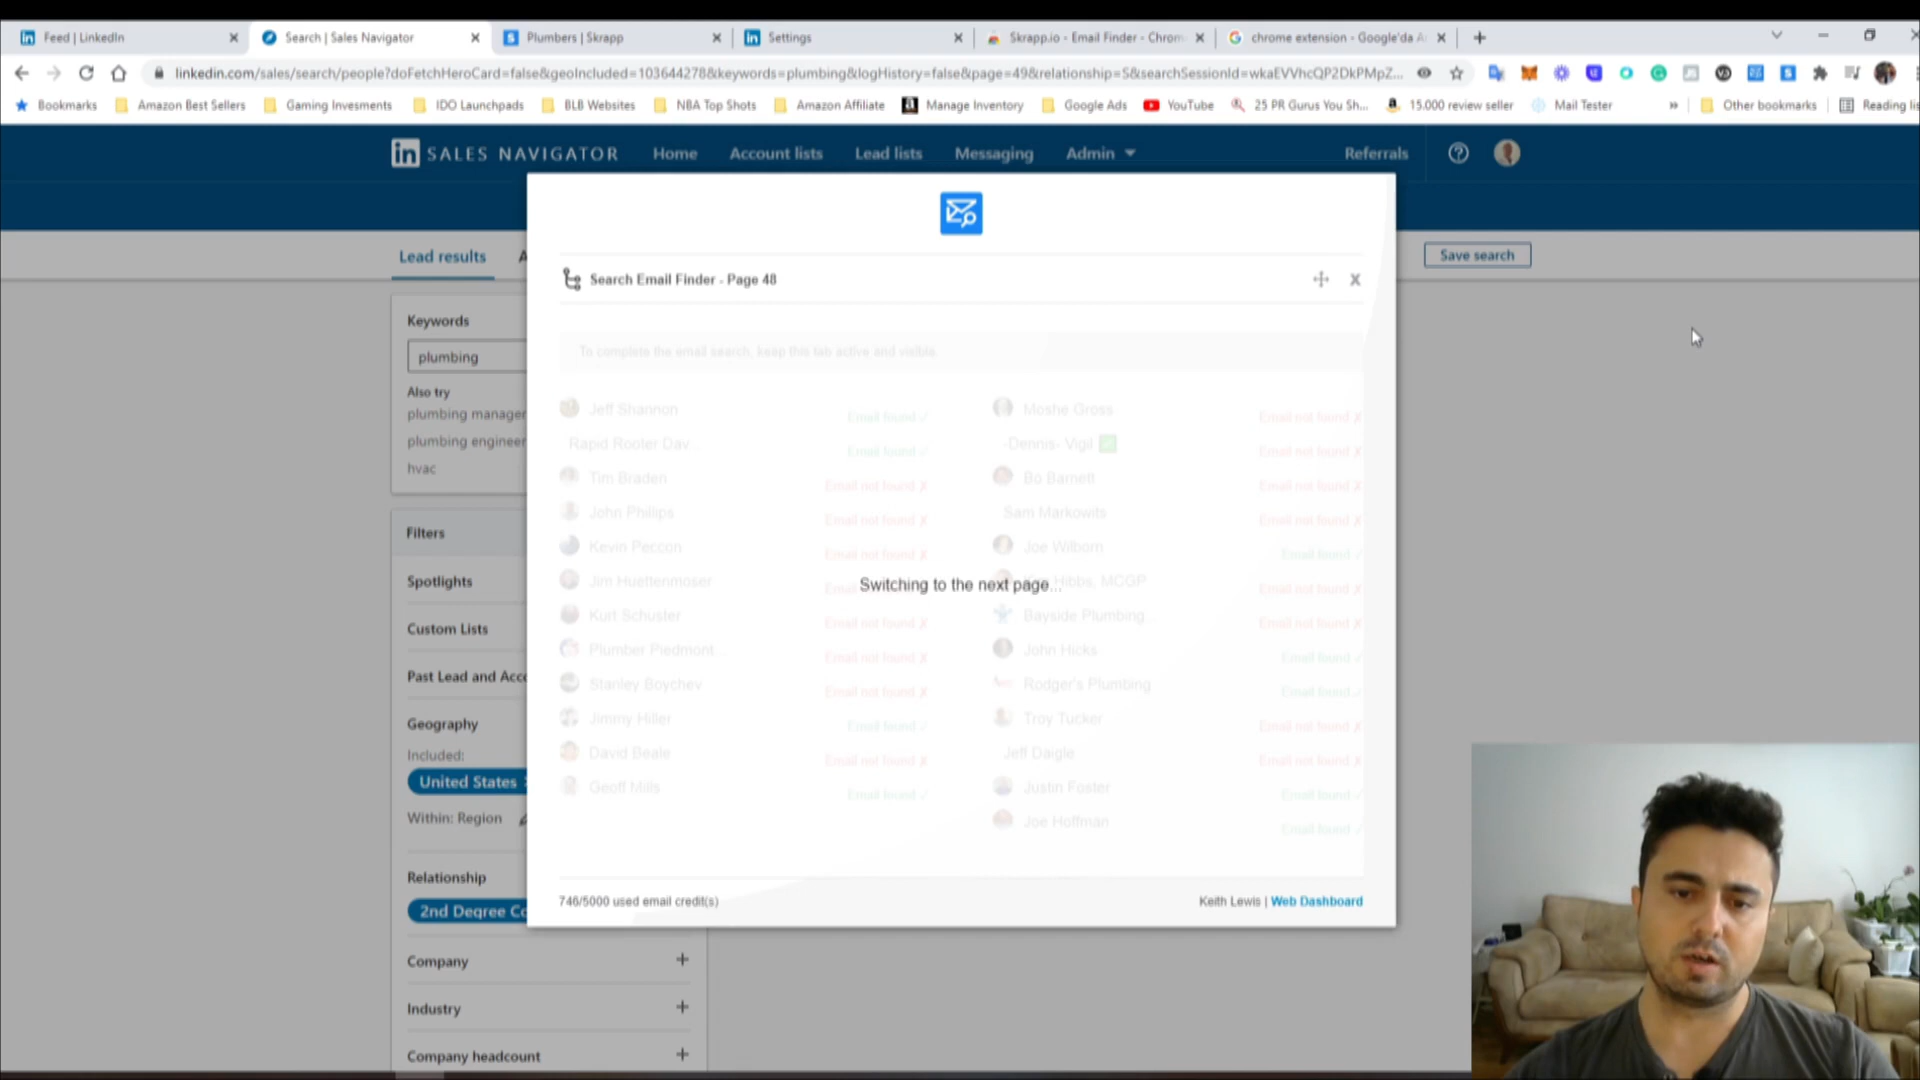 Feed | LinkedIn
Search | Sales Navigator
Plumbers | Skrapp
Settings
Skrapp.io - Email Finder - Chrom
chrome extension - Google'da A
linkedin.com/sales/search/people?doFetchHeroCard=false&geoIncluded=103644278&keywords=plumbing&logHistory=false&page=49&relationship=S&searchSessionId=wkaEVVhcQP2DkPMpZ...
Bookmarks
Amazon Best Sellers
Gaming Invesments
IDO Launchpads
BLB Websites
NBA Top Shots
Amazon Affiliate
Manage Inventory
Google Ads
YouTube
25 PR Gurus You Sh...
15.000 review seller
Mail Tester
»
Other bookmarks
Reading lis
in SALES NAVIGATOR
Home
Account lists
Lead lists
Messaging
Admin
Referrals
Lead results
A
Save search
Search Email Finder - Page 48
x
To complete the email search, keep this tab active and visible.
Keywords
plumbing
Also try
plumbing manager
plumbing engineer
hvac
Filters
Spotlights
Custom Lists
Past Lead and Acco
Geography
Included:
United States
Within: Region
Relationship
2nd Degree Co
Company +
Industry +
Company headcount +
Jeff Shannon Email found ✓
Rapid Rooter Dav... Email found ✓
Tim Braden Email not found ✗
John Phillips Email not found ✗
Kevin Peccon Email not found ✗
Jim Huettenmoser
Kurt Schuster Email not found ✗
Plumber Piedmont Email not found ✗
Stanley Boychev Email not found ✗
Jimmy Hiller Email found ✓
David Beale Email not found ✗
Geoff Mills Email found ✓
Moshe Gross Email not found ✗
-Dennis- Vigil ✅ Email not found ✗
Bo Barnett Email not found ✗
Sam Markowits Email not found ✗
Joe Wilborn Email found ✓
Hibbs, MCGP Email not found ✗
Bayside Plumbing... Email not found ✗
John Hicks Email found ✓
Rodger's Plumbing Email found ✓
Troy Tucker Email not found ✗
Jeff Daigle Email not found ✗
Justin Foster Email found ✓
Joe Hoffman Email found ✓
Switching to the next page...
746/5000 used email credit(s)
Keith Lewis | Web Dashboard